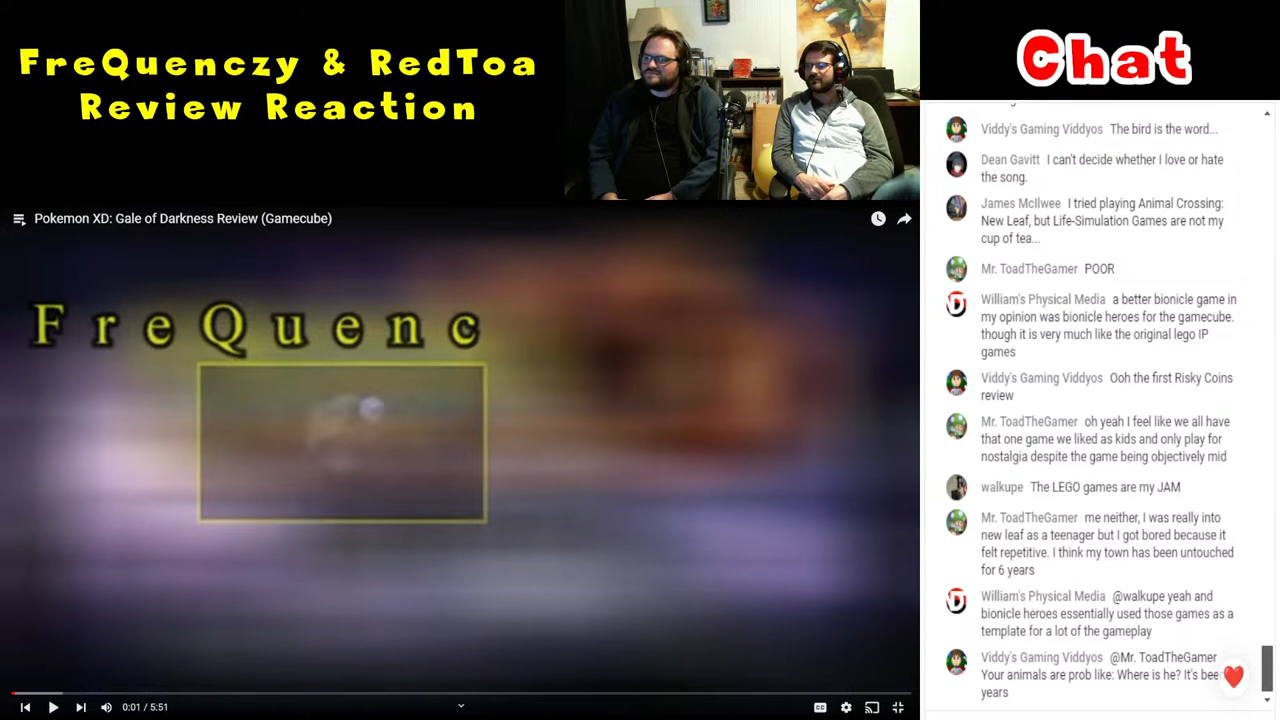 FreQuenczy & RedToa
Review Reaction
Chat
Pokemon XD: Gale of Darkness Review (Gamecube)
FreQuenc
0:01 / 5:51
CC
Viddy's Gaming Viddyos The bird is the word...
Dean Gavitt I can't decide whether I love or hate
the song.
James McIlwee I tried playing Animal Crossing:
New Leaf, but Life-Simulation Games are not my
cup of tea...
Mr. ToadTheGamer POOR
William's Physical Media a better bionicle game in
my opinion was bionicle heroes for the gamecube.
though it is very much like the original lego IP
games
Viddy's Gaming Viddyos Ooh the first Risky Coins
review
Mr. ToadTheGamer oh yeah I feel like we all have
that one game we liked as kids and only play for
nostalgia despite the game being objectively mid
walkupe The LEGO games are my JAM
Mr. ToadTheGamer me neither, I was really into
new leaf as a teenager but I got bored because it
felt repetitive. I think my town has been untouched
for 6 years
William's Physical Media @walkupe yeah and
bionicle heroes essentially used those games as a
template for a lot of the gameplay
Viddy's Gaming Viddyos @Mr. ToadTheGamer
Your animals are prob like: Where is he? It's been
years